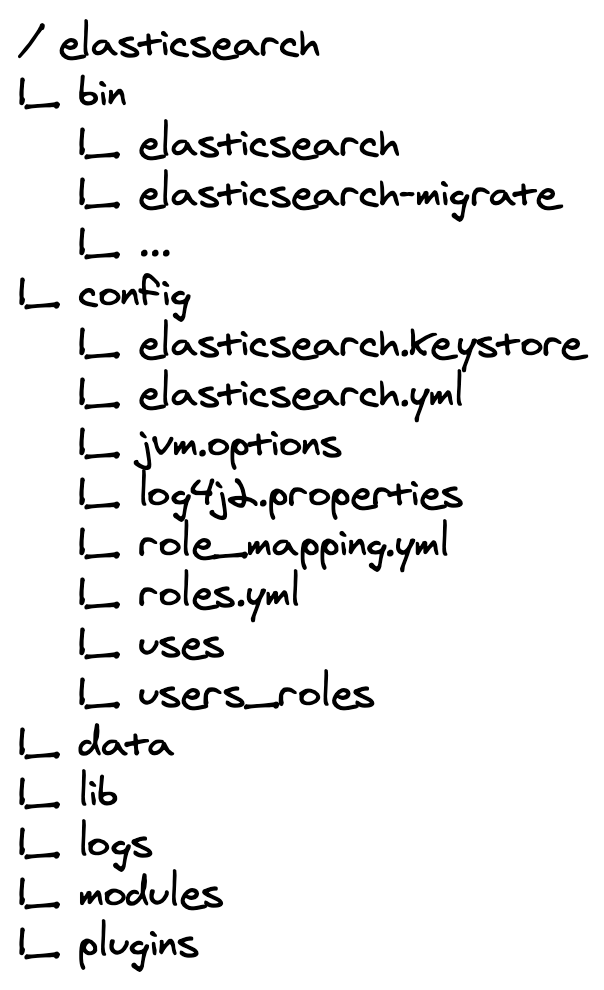 / elasticsearch
bin
elasticsearch
elasticsearch-migrate
...
config
elasticsearch.keystore
elasticsearch.yml
jvm.options
log4j2.properties
role_mapping.yml
roles.yml
uses
users_roles
data
lib
logs
modules
plugins